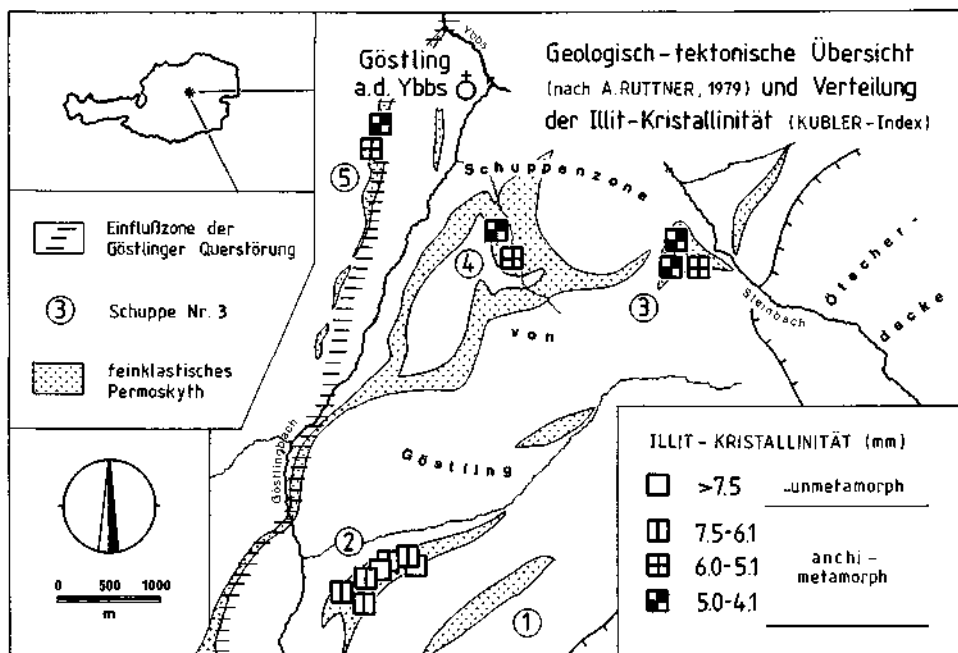 Geologisch-tektonische Übersicht
(nach A.RUTTNER, 1979) und Verteilung
der Illit-Kristallinität (KÜBLER-Index)
Göstling
a.d. Ybbs
Ybbs
Schuppenzone
von
Göstling
Ötscher-
decke
Steinbach
Göstlingbach
5
4
3
2
1
Einflußzone der
Göstlinger Querstörung
3 Schuppe Nr. 3
feinklastisches
Permoskyth
0 500 1000
m
ILLIT-KRISTALLINITÄT (mm)
>7.5 unmetamorph
7.5-6.1
6.0-5.1
5.0-4.1
anchi-
metamorph